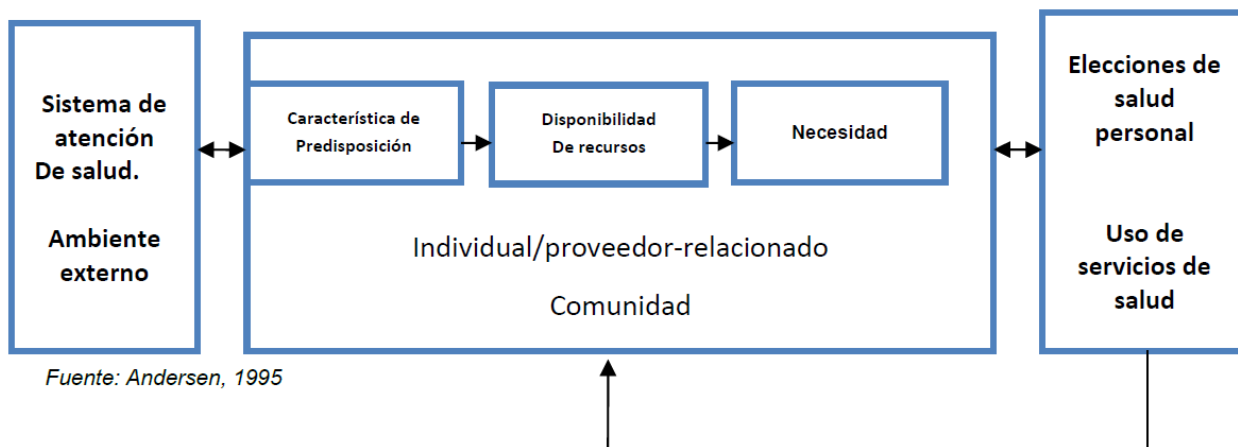 Sistema de
atención
De salud.
Ambiente
externo
Característica de
Predisposición
Disponibilidad
De recursos
Necesidad
Individual/proveedor-relacionado
Comunidad
Elecciones de
salud
personal
Uso de
servicios de
salud
Fuente: Andersen, 1995